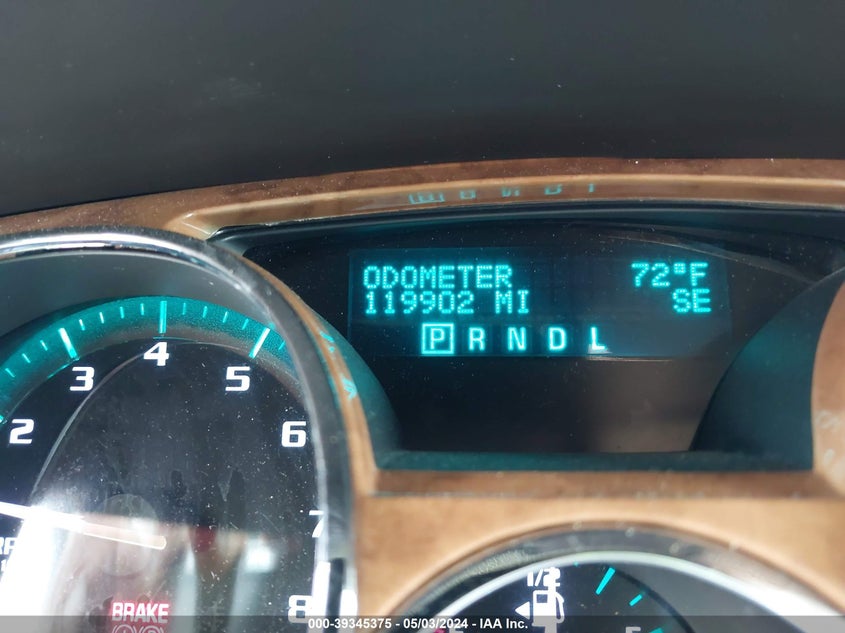 ODOMETER 72°F
119902 MI SE
P R N D L
4
3 5
2 6
7
1/2
BRAKE 8
000-39345375 - 05/03/2024 - IAA Inc.